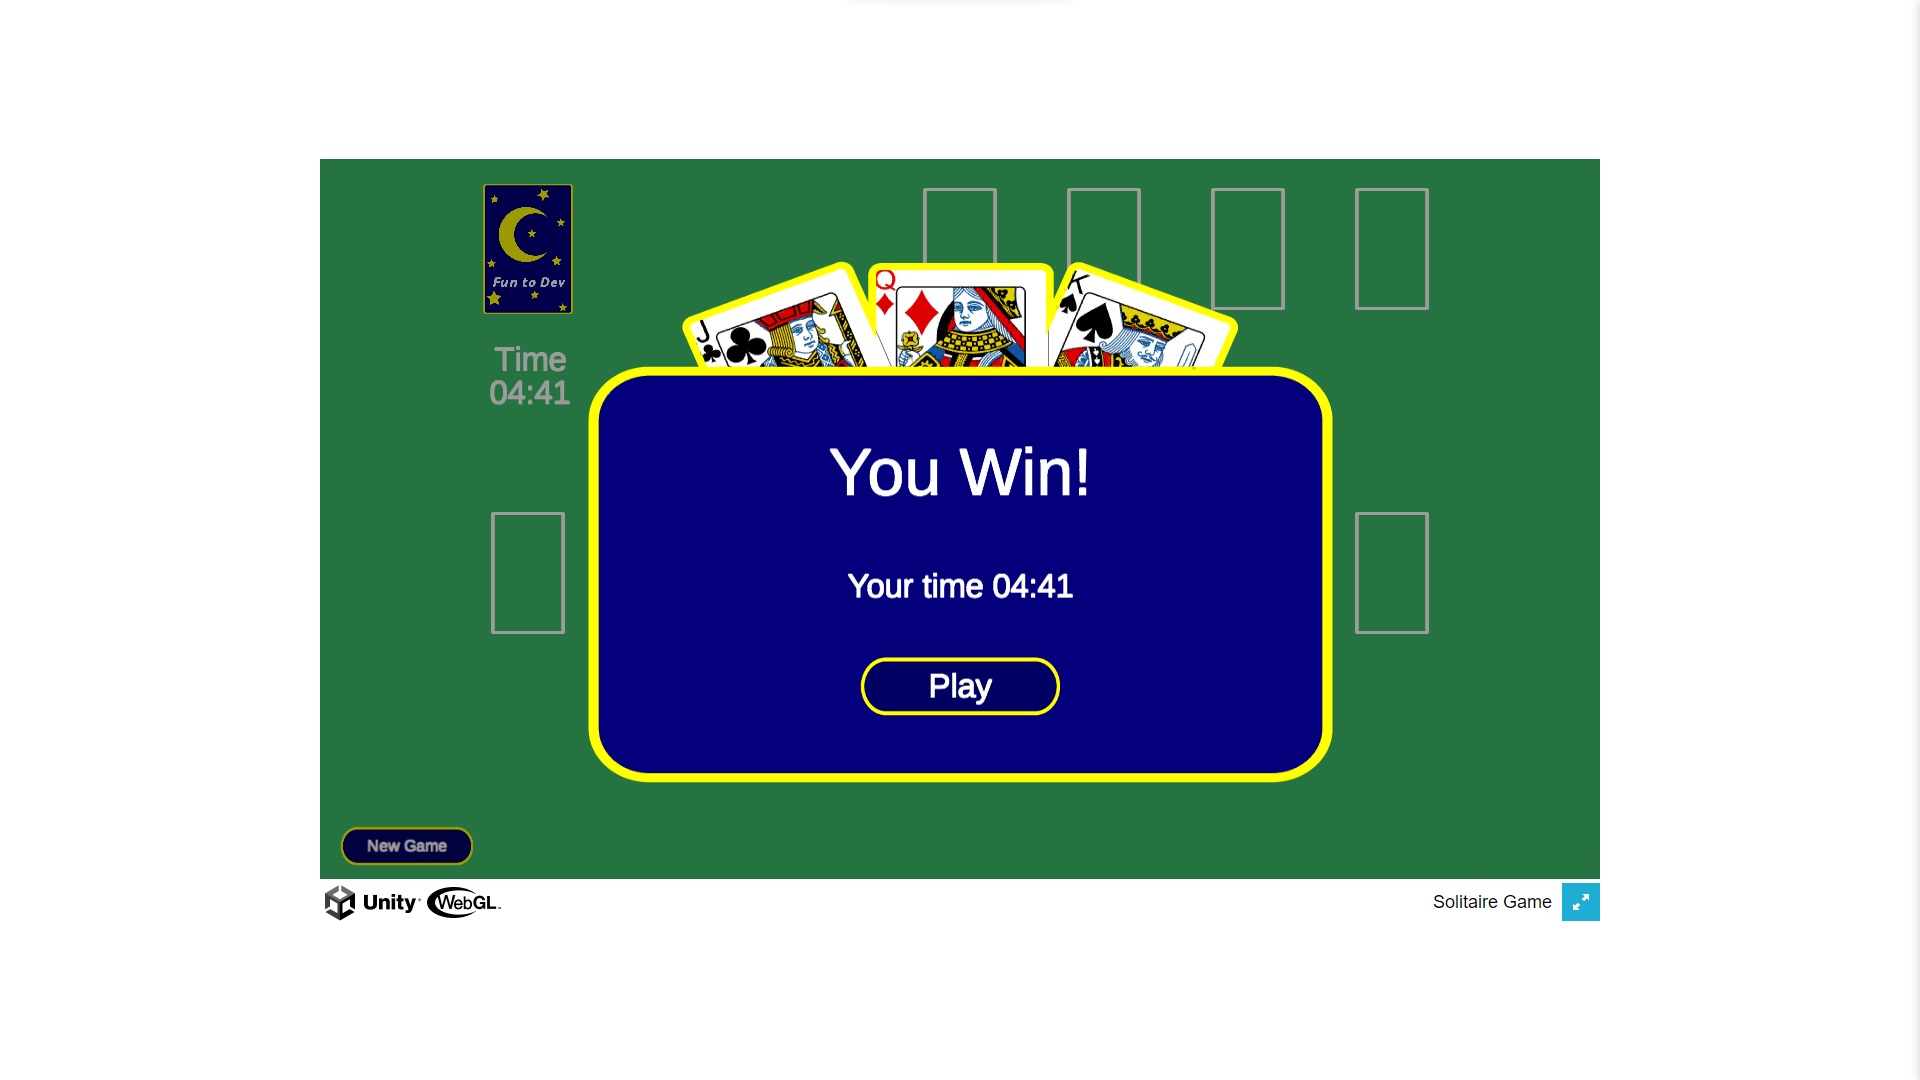 Fun to Dev
Time
04:41
J
Q
K
You Win!
Your time 04:41
Play
New Game
Unity
WebGL
Solitaire Game